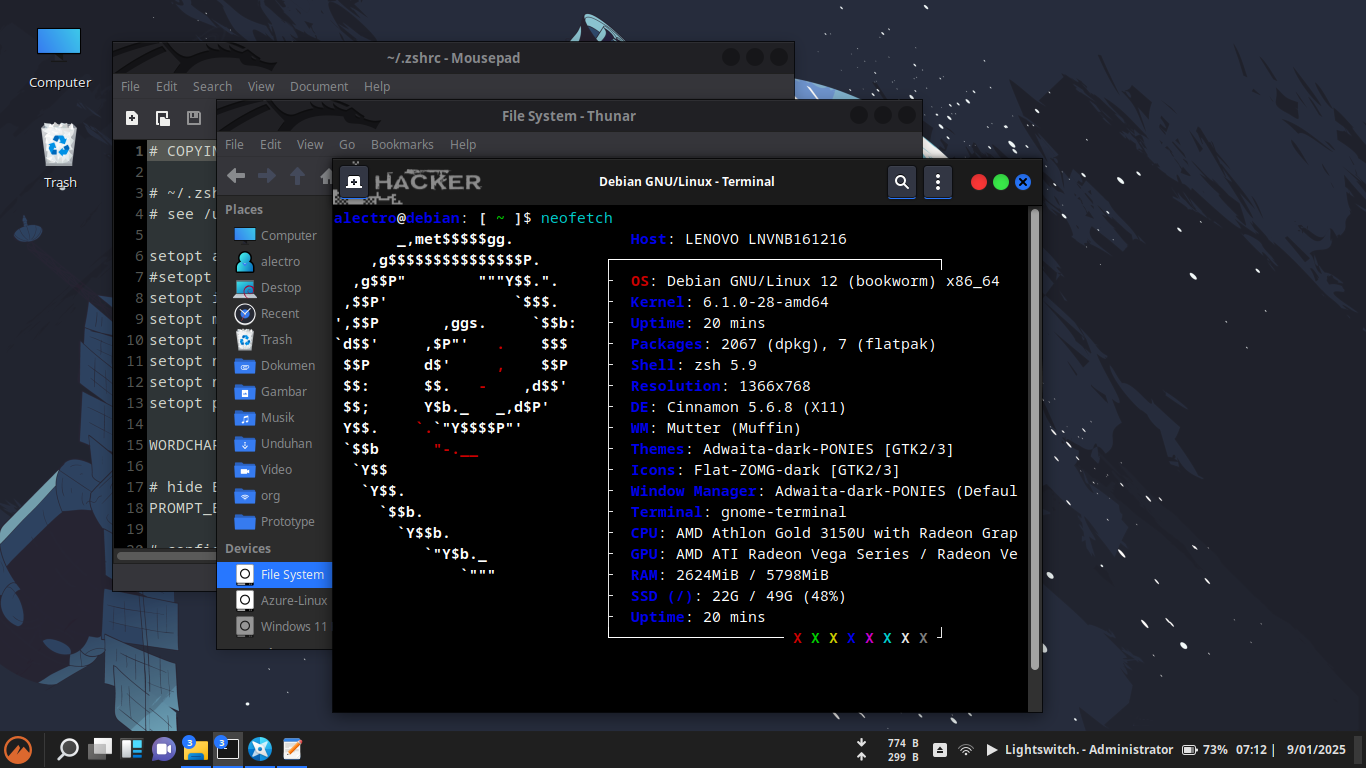 Computer
Trash
~/.zshrc - Mousepad
File Edit Search View Document Help
1 # COPYIN
2
3 # ~/.zsh
4 # see /u
5
6 setopt a
7 #setopt
8 setopt i
9 setopt m
10 setopt n
11 setopt n
12 setopt n
13 setopt p
14
15 WORDCHAR
16
17 # hide E
18 PROMPT_E
19
File System - Thunar
File Edit View Go Bookmarks Help
Places
Computer
alectro
Destop
Recent
Trash
Dokumen
Gambar
Musik
Unduhan
Video
org
Prototype
Devices
File System
Azure-Linux
Windows 11
HACKER
Debian GNU/Linux - Terminal
alectro@debian: [ ~ ]$ neofetch
_,met$$$$$gg.
,g$$$$$$$$$$$$$$$P.
,g$$P" """Y$$.".
,$$P' `$$$.
',$$P ,ggs. `$$b:
`d$$' ,$P"' . $$$
$$P d$' , $$P
$$: $$. - ,d$$'
$$; Y$b._ _,d$P'
Y$$. `.`"Y$$$$P"'
`$$b "-.__
`Y$$
`Y$$.
`$$b.
`Y$$b.
`"Y$b._
`"""
Host: LENOVO LNVNB161216
OS: Debian GNU/Linux 12 (bookworm) x86_64
Kernel: 6.1.0-28-amd64
Uptime: 20 mins
Packages: 2067 (dpkg), 7 (flatpak)
Shell: zsh 5.9
Resolution: 1366x768
DE: Cinnamon 5.6.8 (X11)
WM: Mutter (Muffin)
Themes: Adwaita-dark-PONIES [GTK2/3]
Icons: Flat-ZOMG-dark [GTK2/3]
Window Manager: Adwaita-dark-PONIES (Defaul
Terminal: gnome-terminal
CPU: AMD Athlon Gold 3150U with Radeon Grap
GPU: AMD ATI Radeon Vega Series / Radeon Ve
RAM: 2624MiB / 5798MiB
SSD (/): 22G / 49G (48%)
Uptime: 20 mins
X X X X X X X X
3
3
774 B
299 B
Lightswitch. - Administrator
73%
07:12 | 9/01/2025